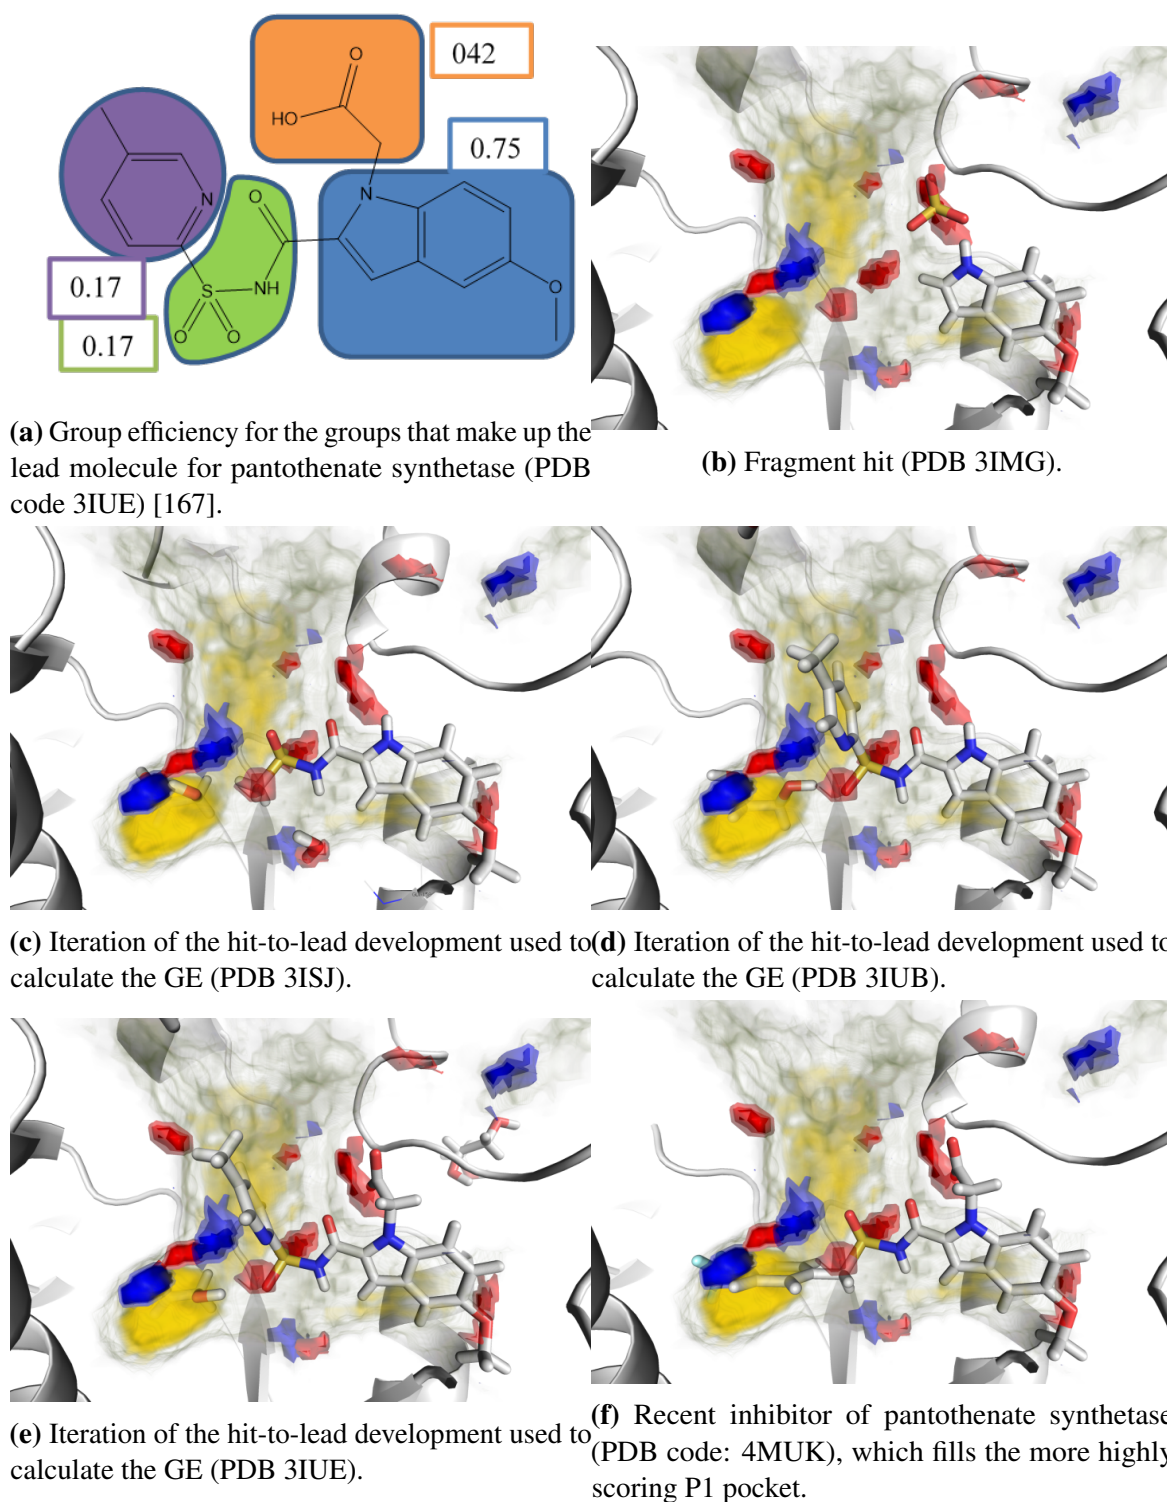 042
O
HO
0.75
N
N
O
NH
S
O O
O
0.17
0.17
(a) Group efficiency for the groups that make up the
lead molecule for pantothenate synthetase (PDB
code 3IUE) [167].
(b) Fragment hit (PDB 3IMG).
(c) Iteration of the hit-to-lead development used to
calculate the GE (PDB 3ISJ).
(d) Iteration of the hit-to-lead development used to
calculate the GE (PDB 3IUB).
(e) Iteration of the hit-to-lead development used to
calculate the GE (PDB 3IUE).
(f) Recent inhibitor of pantothenate synthetase
(PDB code: 4MUK), which fills the more highly
scoring P1 pocket.